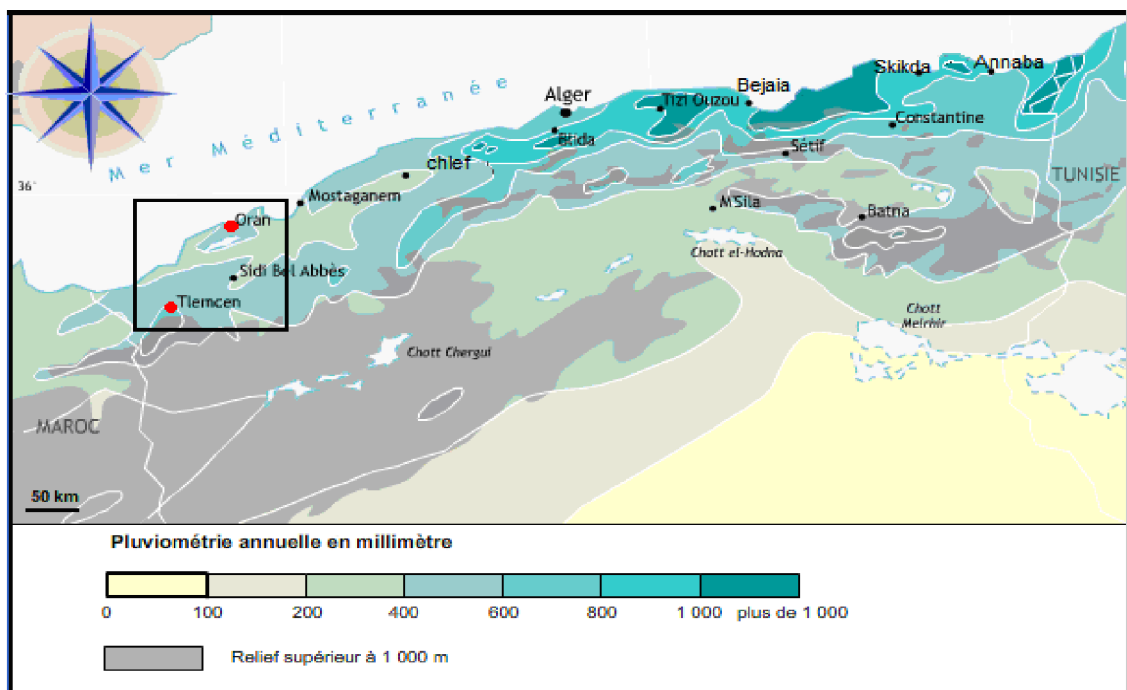 Mer Méditerranée
Skikda
Annaba
Bejaia
Alger
Tizi Ouzou
Blida
Constantine
chlef
Sétif
TUNISIE
36°
Mostaganem
M'Sila
Batna
Oran
Chott el-Hodna
Sidi Bel Abbès
Tlemcen
Chott
Melrhir
Chott Chergui
MAROC
50 km
Pluviométrie annuelle en millimètre
0 100 200 400 600 800 1 000 plus de 1 000
Relief supérieur à 1 000 m